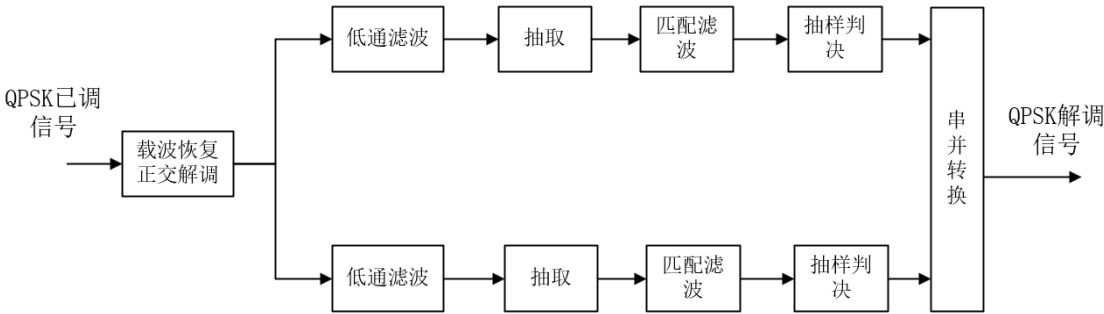 QPSK已调
信号
载波恢复
正交解调
低通滤波
抽取
匹配滤
波
抽样判
决
低通滤波
抽取
匹配滤
波
抽样判
决
串
并
转
换
QPSK解调
信号